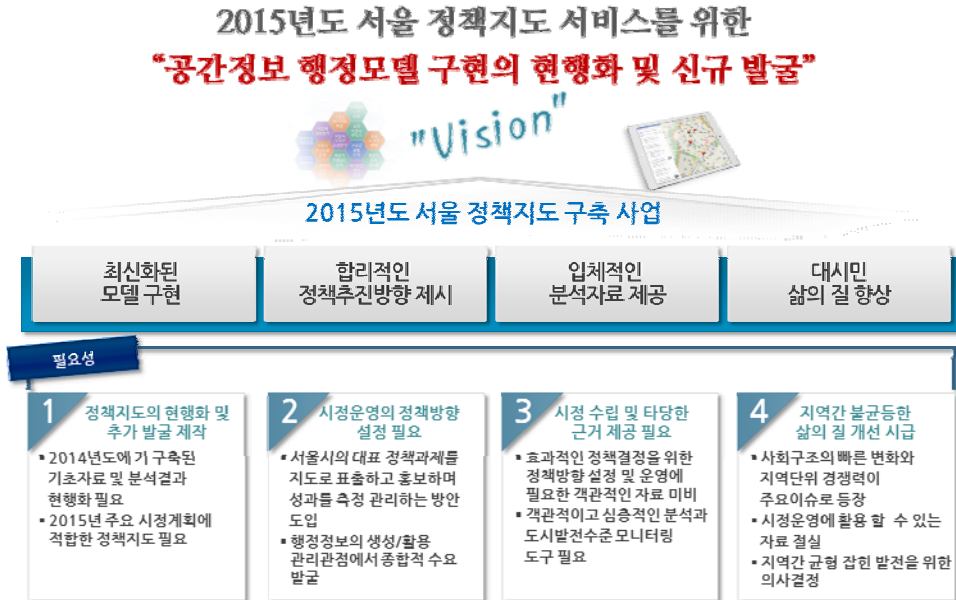 2015년도 서울 정책지도 서비스를 위한
“공간정보 행정모델 구현의 현행화 및 신규 발굴”
"Vision"
2015년도 서울 정책지도 구축 사업
최신화된
모델 구현
합리적인
정책추진방향 제시
입체적인
분석자료 제공
대시민
삶의 질 향상
필요성
1
정책지도의 현행화 및
추가 발굴 제작
▪ 2014년도에 기 구축된
기초자료 및 분석결과
현행화 필요
▪ 2015년 주요 시정계획에
적합한 정책지도 필요
2
시정운영의 정책방향
설정 필요
▪ 서울시의 대표 정책과제를
지도로 표출하고 홍보하며
성과를 측정 관리하는 방안
도입
▪ 행정정보의 생성/활용
관리관점에서 종합적 수요
발굴
3
시정 수립 및 타당한
근거 제공 필요
▪ 효과적인 정책결정을 위한
정책방향 설정 및 운영에
필요한 객관적인 자료 미비
▪ 객관적이고 심층적인 분석과
도시발전수준 모니터링
도구 필요
4
지역간 불균등한
삶의 질 개선 시급
▪ 사회구조의 빠른 변화와
지역단위 경쟁력이
주요이슈로 등장
▪ 시정운영에 활용 할 수 있는
자료 절실
▪ 지역간 균형 잡힌 발전을 위한
의사결정